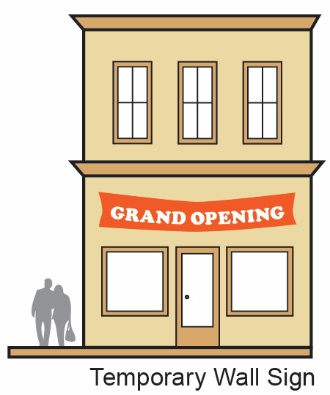 GRAND OPENING
Temporary Wall Sign